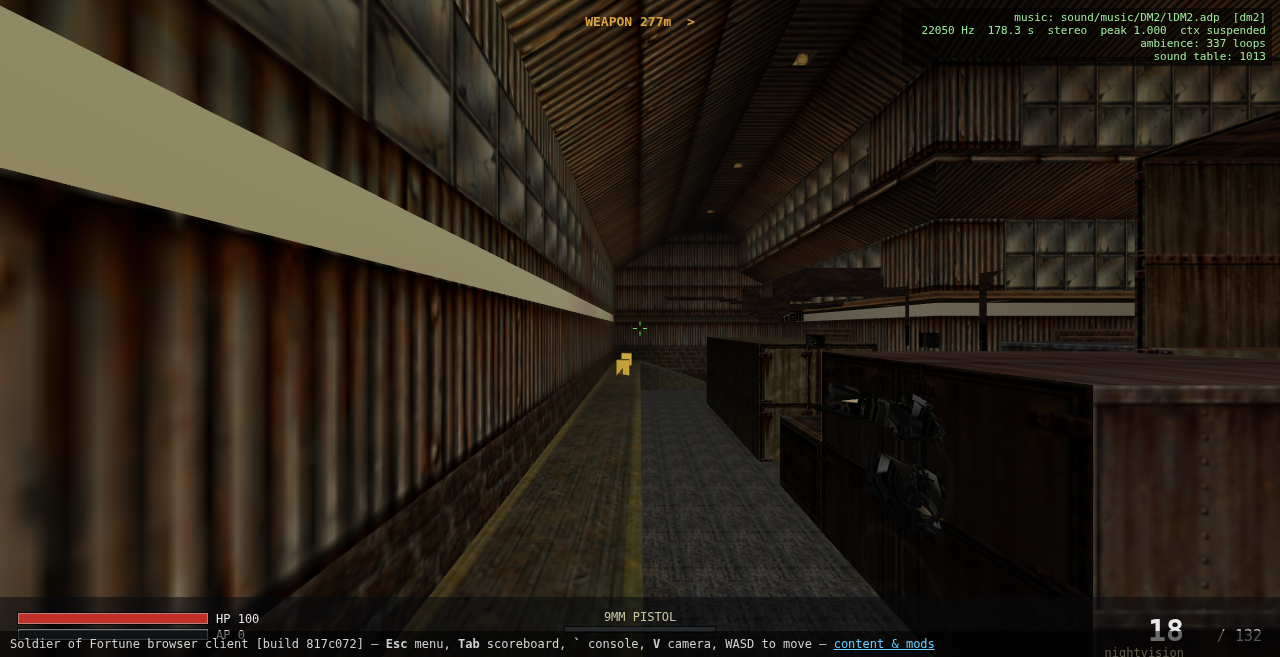 WEAPON 277m >
music: sound/music/DM2/lDM2.adp [dm2]
22050 Hz 178.3 s stereo peak 1.000 ctx suspended
ambience: 337 loops
sound table: 1013
HP 100
9MM PISTOL
AP 0
18 / 132
Soldier of Fortune browser client [build 817c072] — Esc menu, Tab scoreboard, ` console, V camera, WASD to move — content & mods
nightvision